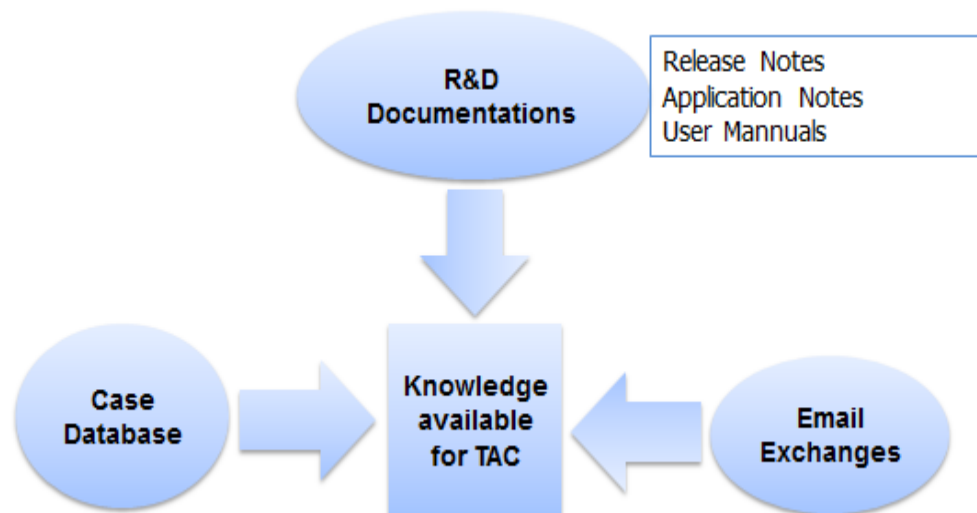 R&D
Documentations
Release Notes
Application Notes
User Mannuals
Case
Database
Knowledge
available
for TAC
Email
Exchanges